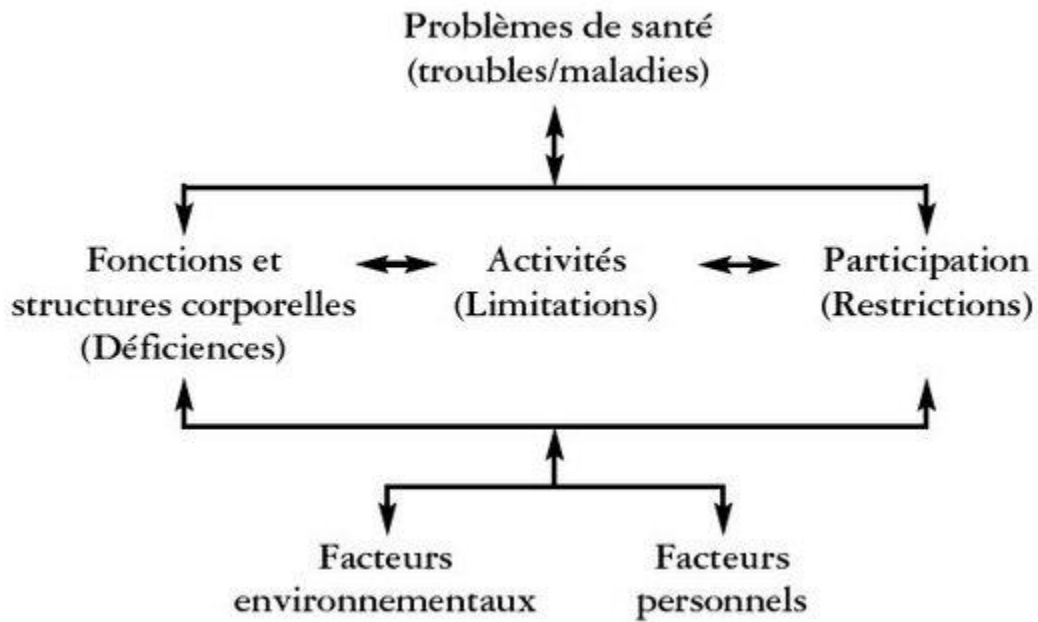 Problèmes de santé
(troubles/maladies)
Fonctions et
structures corporelles
(Déficiences)
Activités
(Limitations)
Participation
(Restrictions)
Facteurs
environnementaux
Facteurs
personnels